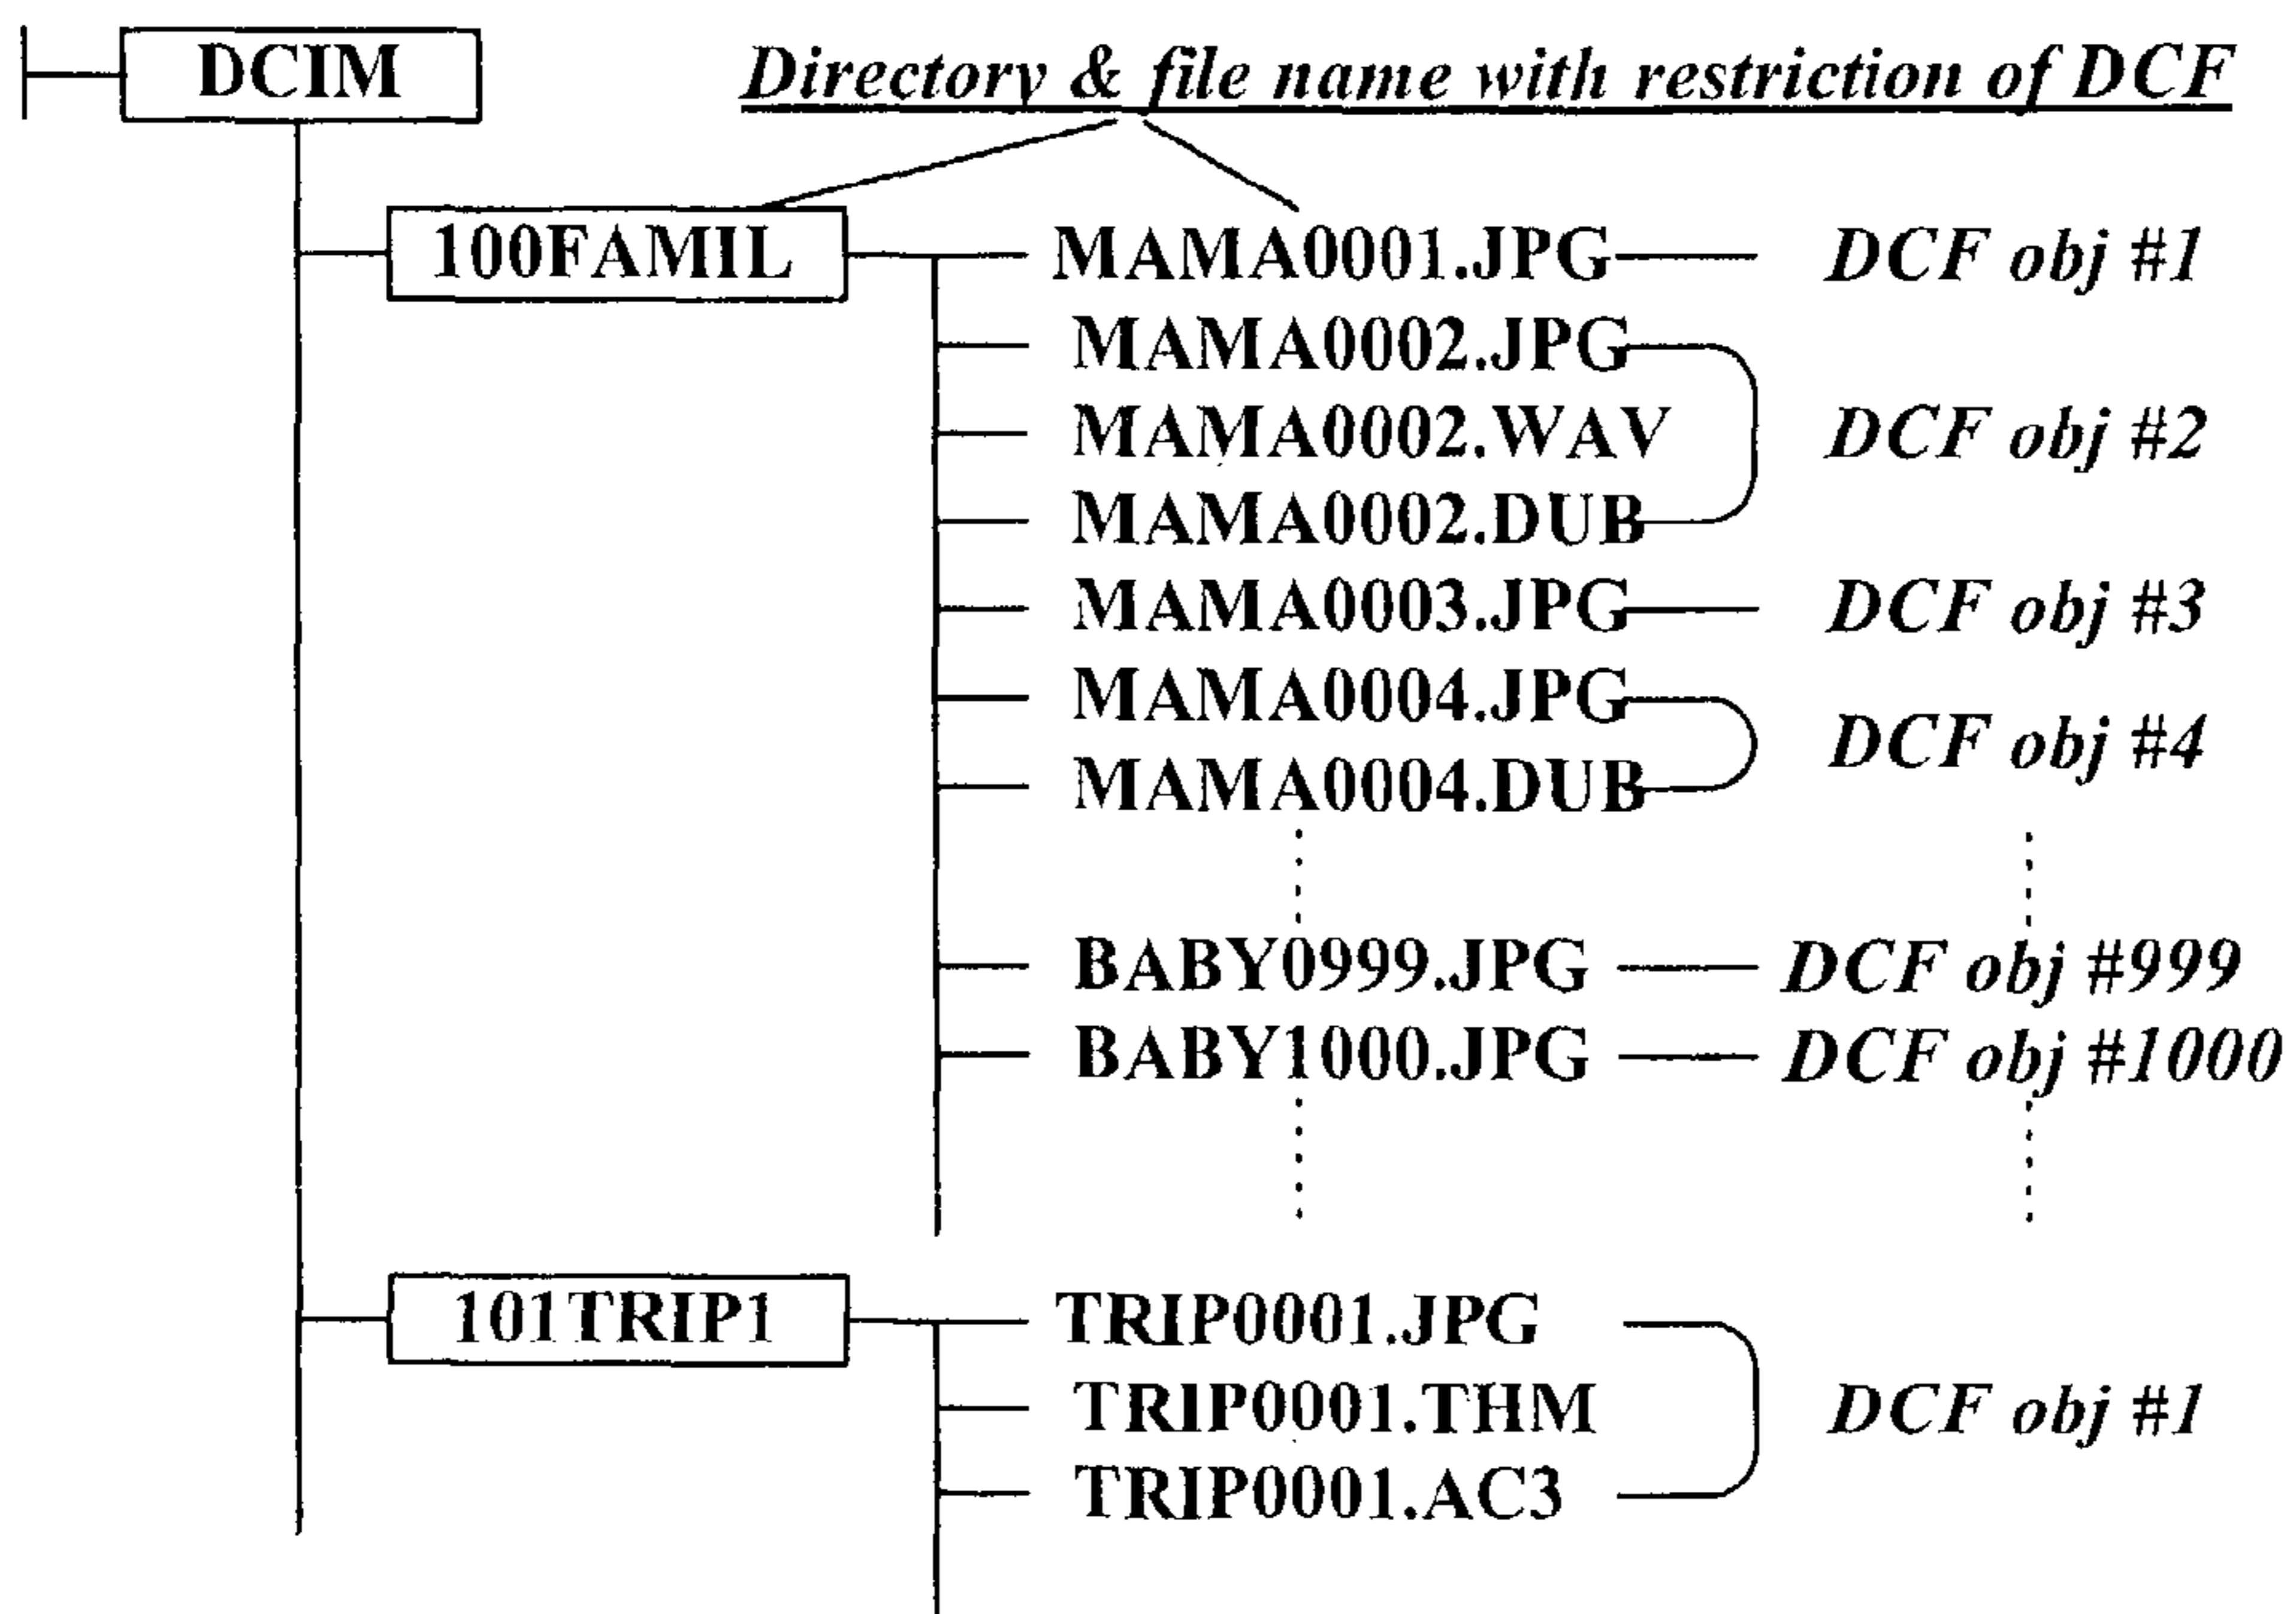 DCIM
Directory & file name with restriction of DCF
100FAMIL
MAMA0001.JPG DCF obj #1
MAMA0002.JPG
MAMA0002.WAV DCF obj #2
MAMA0002.DUB
MAMA0003.JPG DCF obj #3
MAMA0004.JPG
DCF obj #4
MAMA0004.DUB
BABY0999.JPG DCF obj #999
BABY1000.JPG DCF obj #1000
101TRIP1
TRIP0001.JPG
TRIP0001.THM DCF obj #1
TRIP0001.AC3